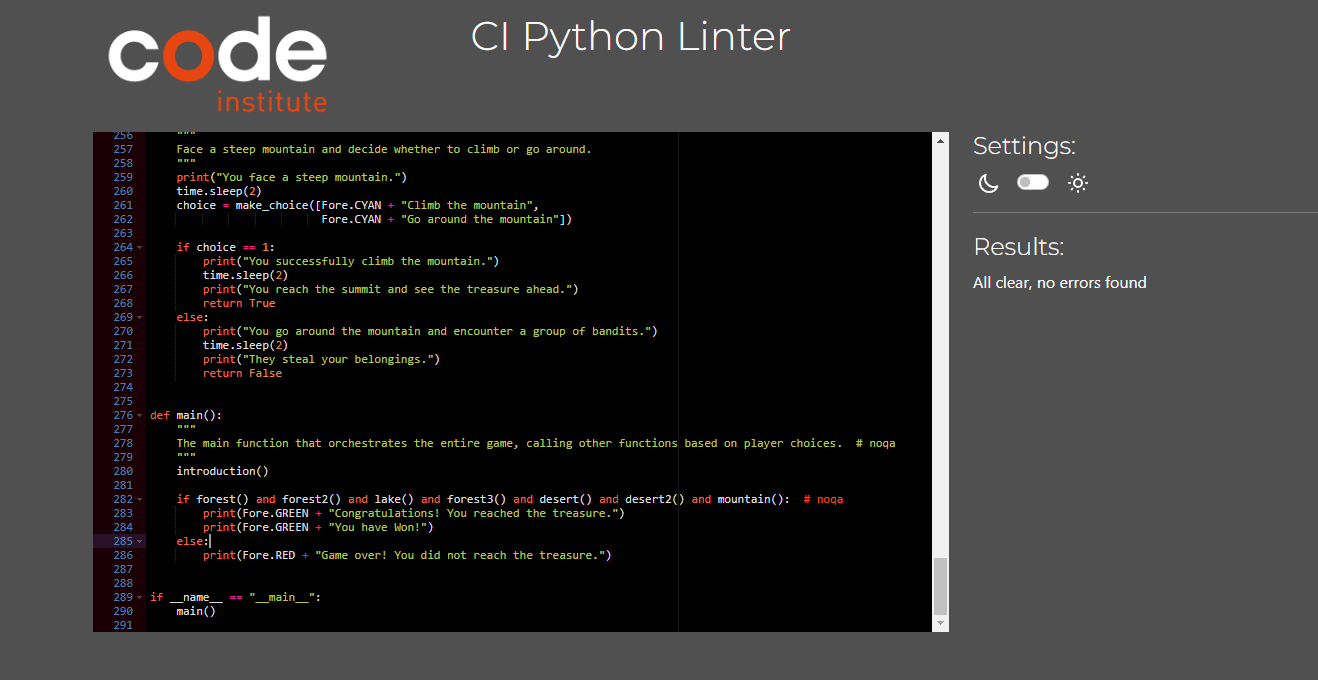 code
institute
CI Python Linter
256 """
257 Face a steep mountain and decide whether to climb or go around.
258 """
259 print("You face a steep mountain.")
260 time.sleep(2)
261 choice = make_choice([Fore.CYAN + "Climb the mountain",
262 Fore.CYAN + "Go around the mountain"])
263
264 if choice == 1:
265 print("You successfully climb the mountain.")
266 time.sleep(2)
267 print("You reach the summit and see the treasure ahead.")
268 return True
269 else:
270 print("You go around the mountain and encounter a group of bandits.")
271 time.sleep(2)
272 print("They steal your belongings.")
273 return False
274
275
276 def main():
277 """
278 The main function that orchestrates the entire game, calling other functions based on player choices.  # noqa
279 """
280 introduction()
281
282 if forest() and forest2() and lake() and forest3() and desert() and desert2() and mountain():  # noqa
283 print(Fore.GREEN + "Congratulations! You reached the treasure.")
284 print(Fore.GREEN + "You have Won!")
285 else:
286 print(Fore.RED + "Game over! You did not reach the treasure.")
287
288
289 if __name__ == "__main__":
290 main()
291
Settings:
Results:
All clear, no errors found